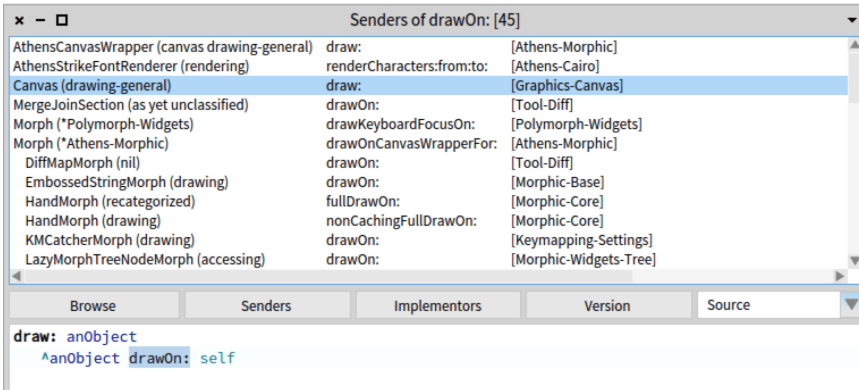 Senders of drawOn: [45]
AthensCanvasWrapper (canvas drawing-general) draw: [Athens-Morphic]
AthensStrikeFontRenderer (rendering) renderCharacters:from:to: [Athens-Cairo]
Canvas (drawing-general) draw: [Graphics-Canvas]
MergeJoinSection (as yet unclassified) drawOn: [Tool-Diff]
Morph (*Polymorph-Widgets) drawKeyboardFocusOn: [Polymorph-Widgets]
Morph (*Athens-Morphic) drawOnCanvasWrapperFor: [Athens-Morphic]
DiffMapMorph (nil) drawOn: [Tool-Diff]
EmbossedStringMorph (drawing) drawOn: [Morphic-Base]
HandMorph (recategorized) fullDrawOn: [Morphic-Core]
HandMorph (drawing) nonCachingFullDrawOn: [Morphic-Core]
KMCatcherMorph (drawing) drawOn: [Keymapping-Settings]
LazyMorphTreeNodeMorph (accessing) drawOn: [Morphic-Widgets-Tree]
Browse Senders Implementors Version Source
draw: anObject
^anObject drawOn: self